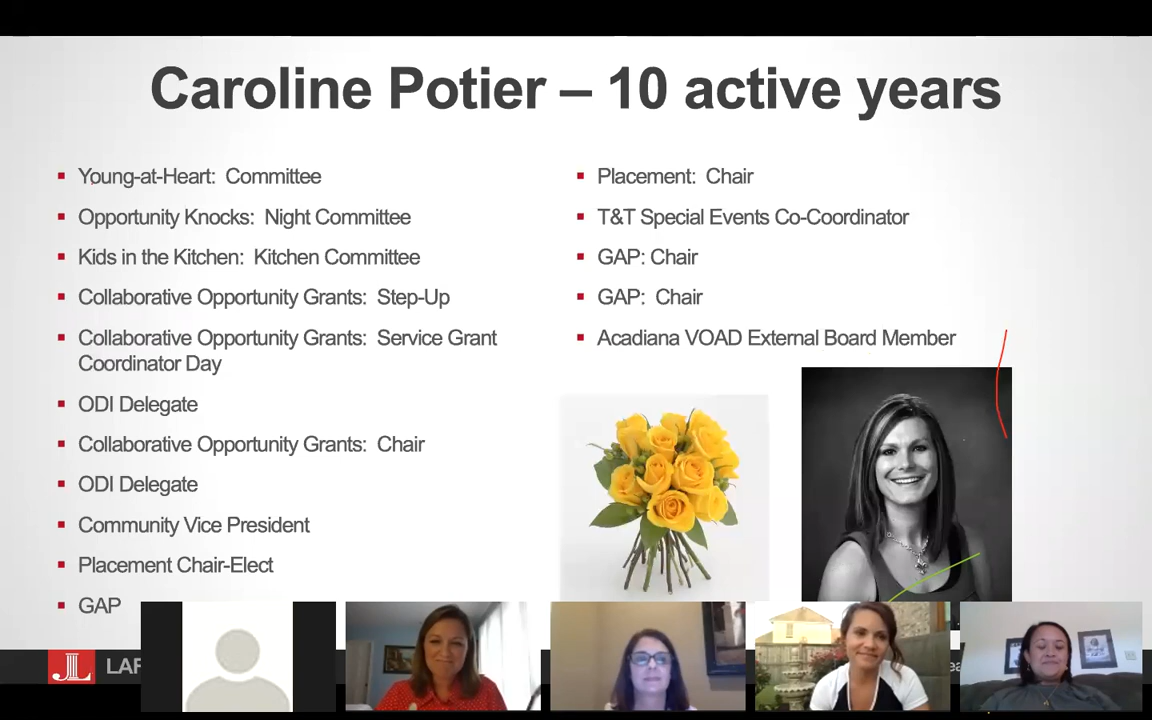 Caroline Potier – 10 active years
Young-at-Heart: Committee
Opportunity Knocks: Night Committee
Kids in the Kitchen: Kitchen Committee
Collaborative Opportunity Grants: Step-Up
Collaborative Opportunity Grants: Service Grant
Coordinator Day
ODI Delegate
Collaborative Opportunity Grants: Chair
ODI Delegate
Community Vice President
Placement Chair-Elect
GAP
Placement: Chair
T&T Special Events Co-Coordinator
GAP: Chair
GAP: Chair
Acadiana VOAD External Board Member
JL LAF